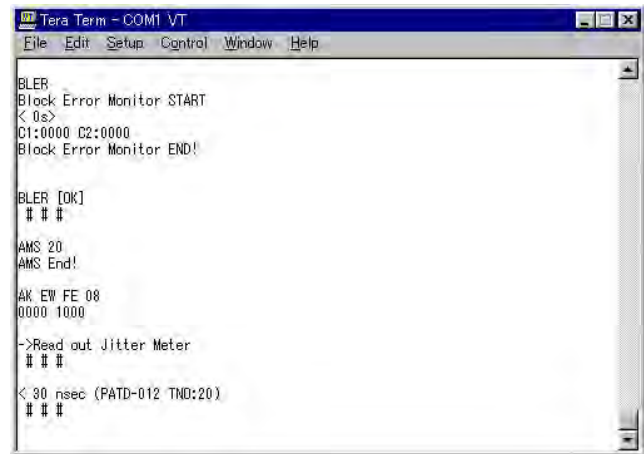 Tera Term - COM1 VT
File Edit Setup Control Window Help
BLER
Block Error Monitor START
< 0s>
C1:0000 C2:0000
Block Error Monitor END!
BLER [OK]
# # #
AMS 20
AMS End!
AK EW FE 08
0000 1000
->Read out Jitter Meter
# # #
< 30 nsec (PATD-012 TNO:20)
# # #